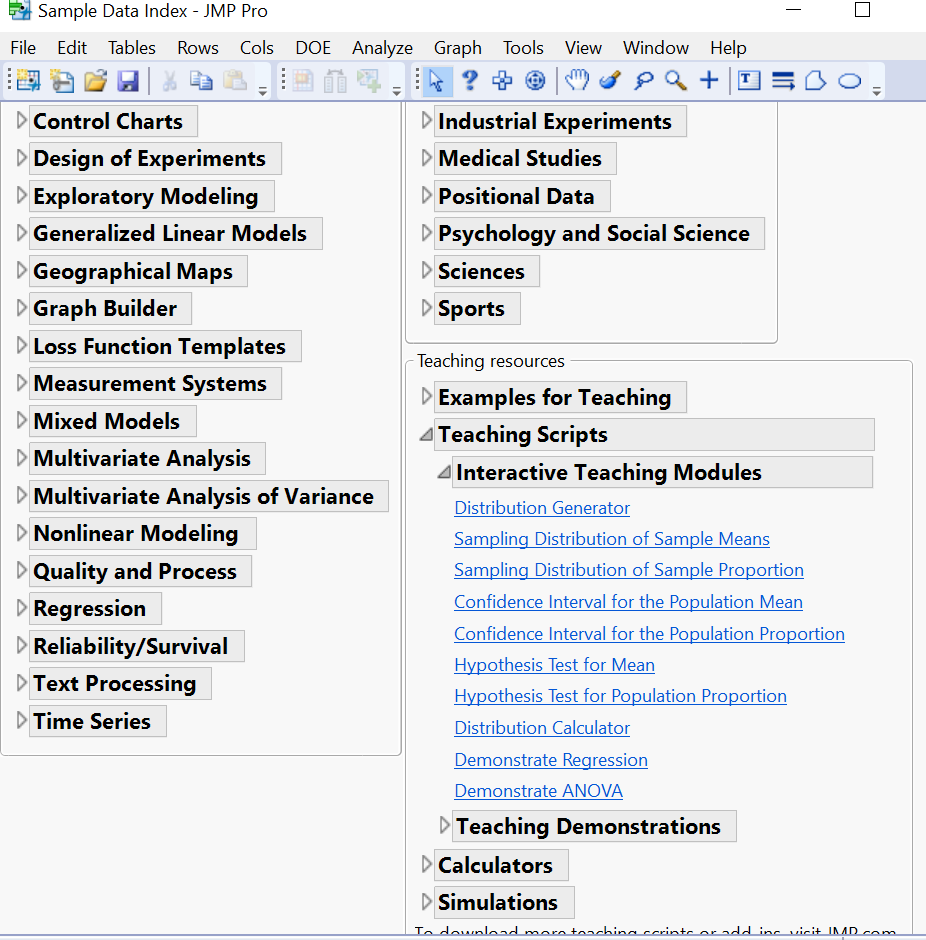 Sample Data Index - JMP Pro
File Edit Tables Rows Cols DOE Analyze Graph Tools View Window Help
Control Charts
Design of Experiments
Exploratory Modeling
Generalized Linear Models
Geographical Maps
Graph Builder
Loss Function Templates
Measurement Systems
Mixed Models
Multivariate Analysis
Multivariate Analysis of Variance
Nonlinear Modeling
Quality and Process
Regression
Reliability/Survival
Text Processing
Time Series
Industrial Experiments
Medical Studies
Positional Data
Psychology and Social Science
Sciences
Sports
Teaching resources
Examples for Teaching
Teaching Scripts
Interactive Teaching Modules
Distribution Generator
Sampling Distribution of Sample Means
Sampling Distribution of Sample Proportion
Confidence Interval for the Population Mean
Confidence Interval for the Population Proportion
Hypothesis Test for Mean
Hypothesis Test for Population Proportion
Distribution Calculator
Demonstrate Regression
Demonstrate ANOVA
Teaching Demonstrations
Calculators
Simulations
To download more teaching scripts or add-ins, visit JMP.com